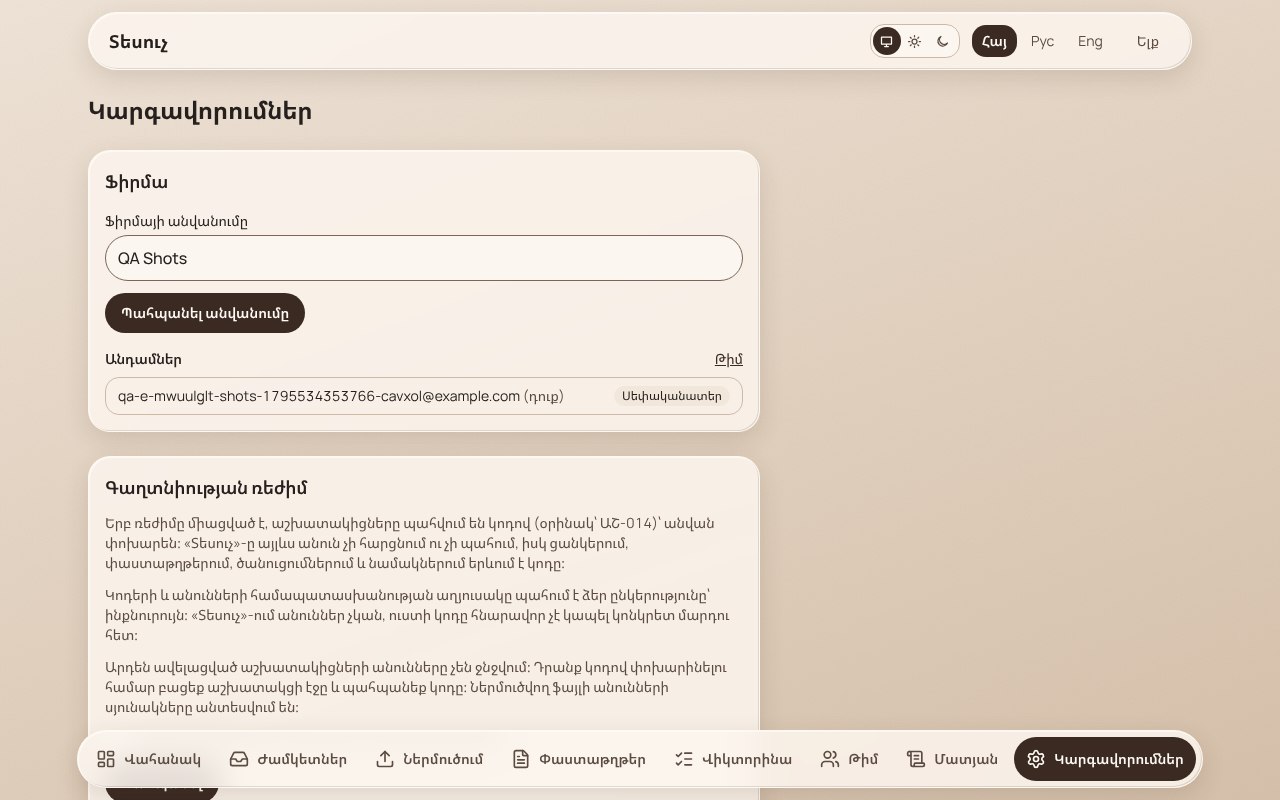 Տեսուչ
Հայ Рус Eng Ելք
Կարգավորումներ
Ֆիրմա
Ֆիրմայի անվանումը
QA Shots
Պահպանել անվանումը
Անդամներ Թիմ
qa-e-mwuulglt-shots-1795534353766-cavxol@example.com (դուք) Սեփականատեր
Գաղտնիության ռեժիմ
Երբ ռեժիմը միացված է, աշխատակիցները պահվում են կոդով (օրինակ՝ ԱՇ-014)՝ անվան
փոխարեն։ «Տեսուչ»-ը այլևս անուն չի հարցնում ու չի պահում, իսկ ցանկերում,
փաստաթղթերում, ծանուցումներում և նամակներում երևում է կոդը։
Կոդերի և անունների համապատասխանության աղյուսակը պահում է ձեր ընկերությունը՝
ինքնուրույն։ «Տեսուչ»-ում անուններ չկան, ուստի կոդը հնարավոր չէ կապել կոնկրետ մարդու
հետ։
Արդեն ավելացված աշխատակիցների անունները չեն ջնջվում։ Դրանք կոդով փոխարինելու
համար բացեք աշխատակցի էջը և պահպանեք կոդը։ Ներմուծվող ֆայլի անունների
սյունակները անտեսվում են։
Վահանակ Ժամկետներ Ներմուծում Փաստաթղթեր Վիկտորինա Թիմ Մատյան Կարգավորումներ